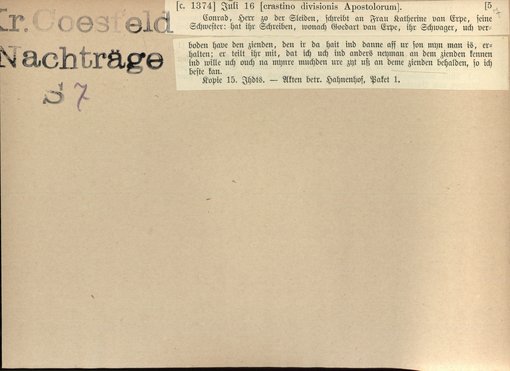 Kr. Coesfeld
Nachträge
S 7
[c. 1374] Juli 16 [crastino divisionis Apostolorum]. [5
Conrad, Herr zo der Sleiden, schreibt an Frau Katherine van Erpe, seine
Schwester: hat ihr Schreiben, wonach Goedart van Erpe, ihr Schwager, uch ver-
boden have den zienden, den ir da hait ind danne aff ur son myn man is, er-
halten; er teilt ihr mit, dat ich uch ind anders neyman an dem zienden kennen
ind wille uch ouch na mynre muchden ure zyt uß an deme zienden behalden, so ich
beste kan.
Kopie 15. Jhdts. — Akten betr. Hahnenhof, Paket 1.